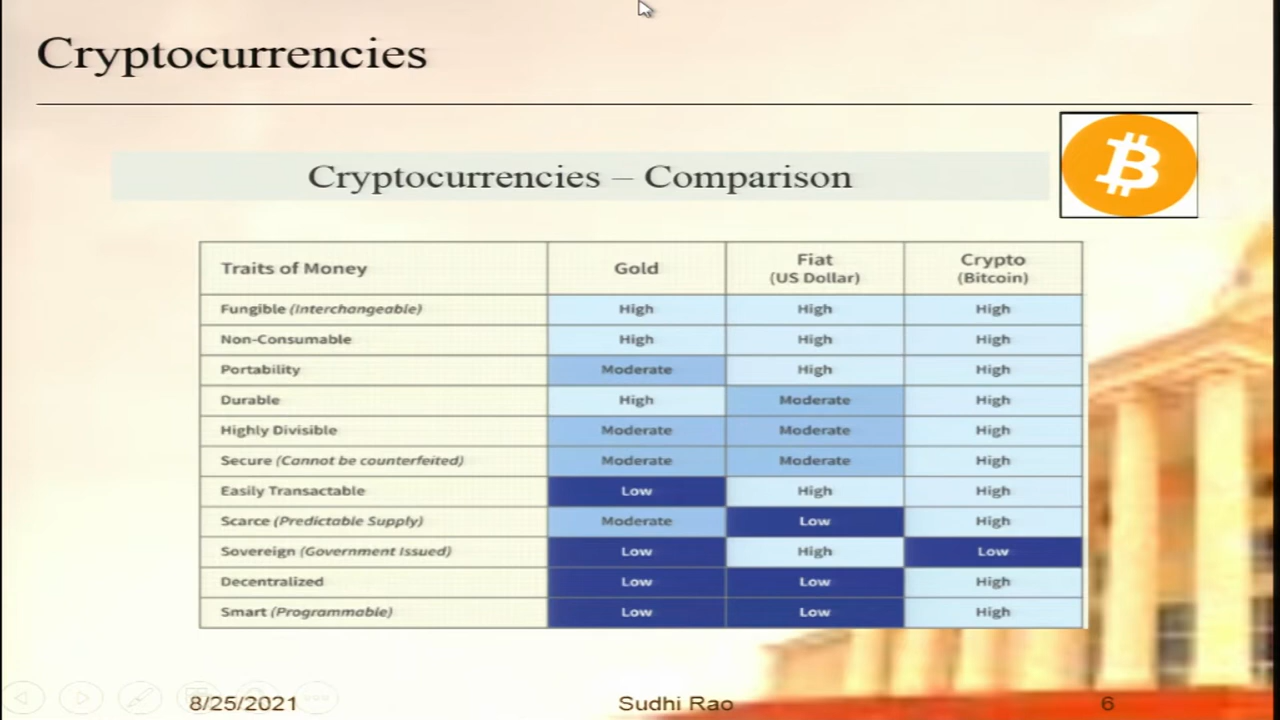 Cryptocurrencies
Cryptocurrencies – Comparison
Traits of Money Gold Fiat (US Dollar) Crypto (Bitcoin)
Fungible (Interchangeable) High High High
Non-Consumable High High High
Portability Moderate High High
Durable High Moderate High
Highly Divisible Moderate Moderate High
Secure (Cannot be counterfeited) Moderate Moderate High
Easily Transactable Low High High
Scarce (Predictable Supply) Moderate Low High
Sovereign (Government Issued) Low High Low
Decentralized Low Low High
Smart (Programmable) Low Low High
8/25/2021 Sudhi Rao 6